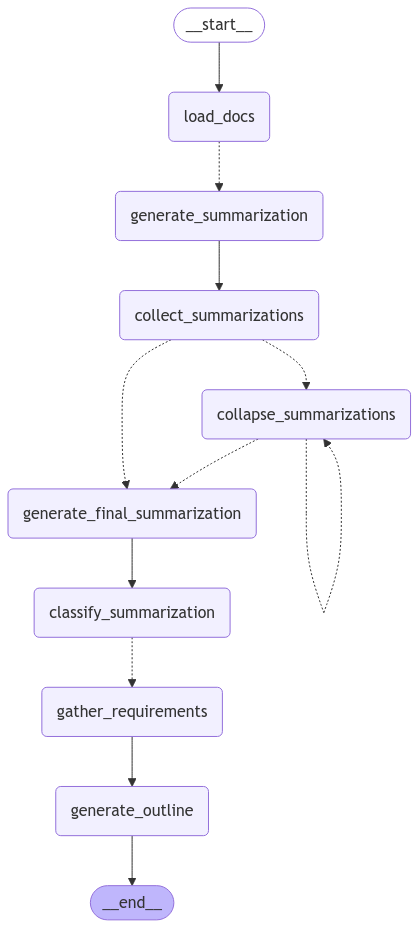 __start__
load_docs
generate_summarization
collect_summarizations
collapse_summarizations
generate_final_summarization
classify_summarization
gather_requirements
generate_outline
__end__